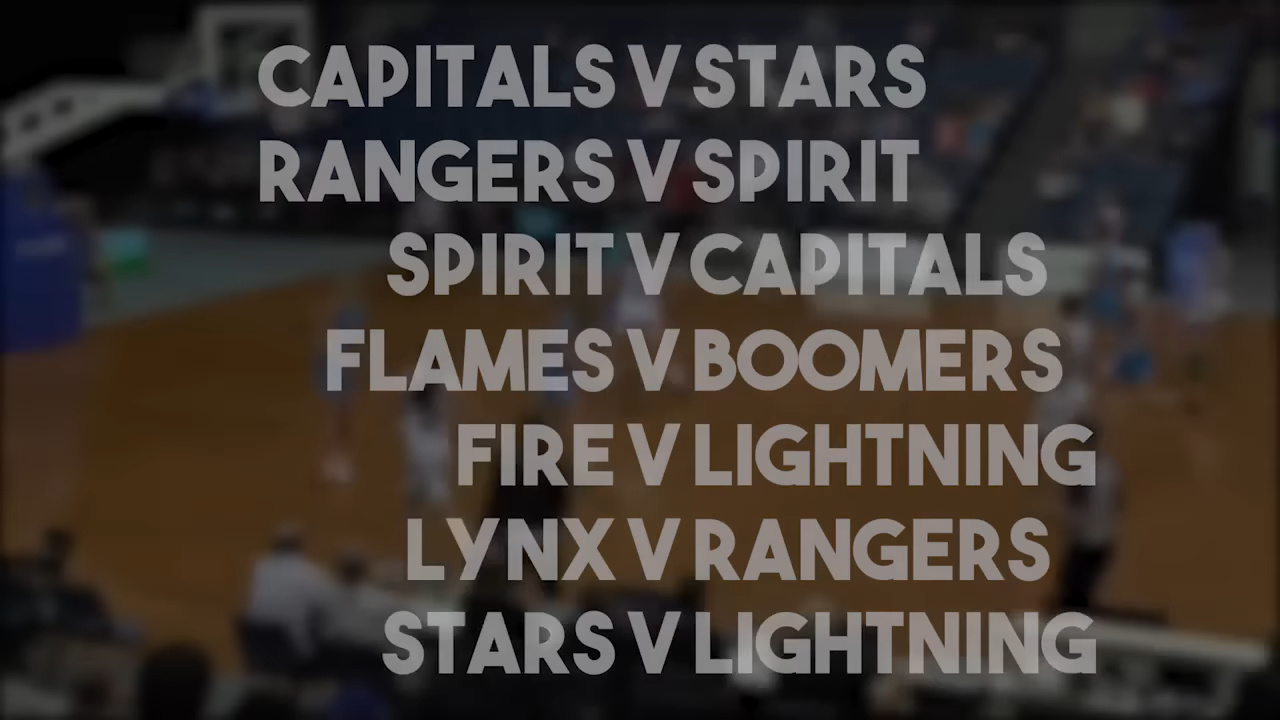 CAPITALS V STARS
RANGERS V SPIRIT
SPIRIT V CAPITALS
FLAMES V BOOMERS
FIRE V LIGHTNING
LYNX V RANGERS
STARS V LIGHTNING